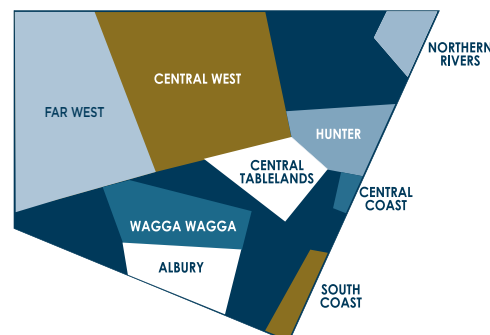 NORTHERN
RIVERS
CENTRAL WEST
FAR WEST
HUNTER
CENTRAL
TABLELANDS
CENTRAL
COAST
WAGGA WAGGA
ALBURY
SOUTH
COAST